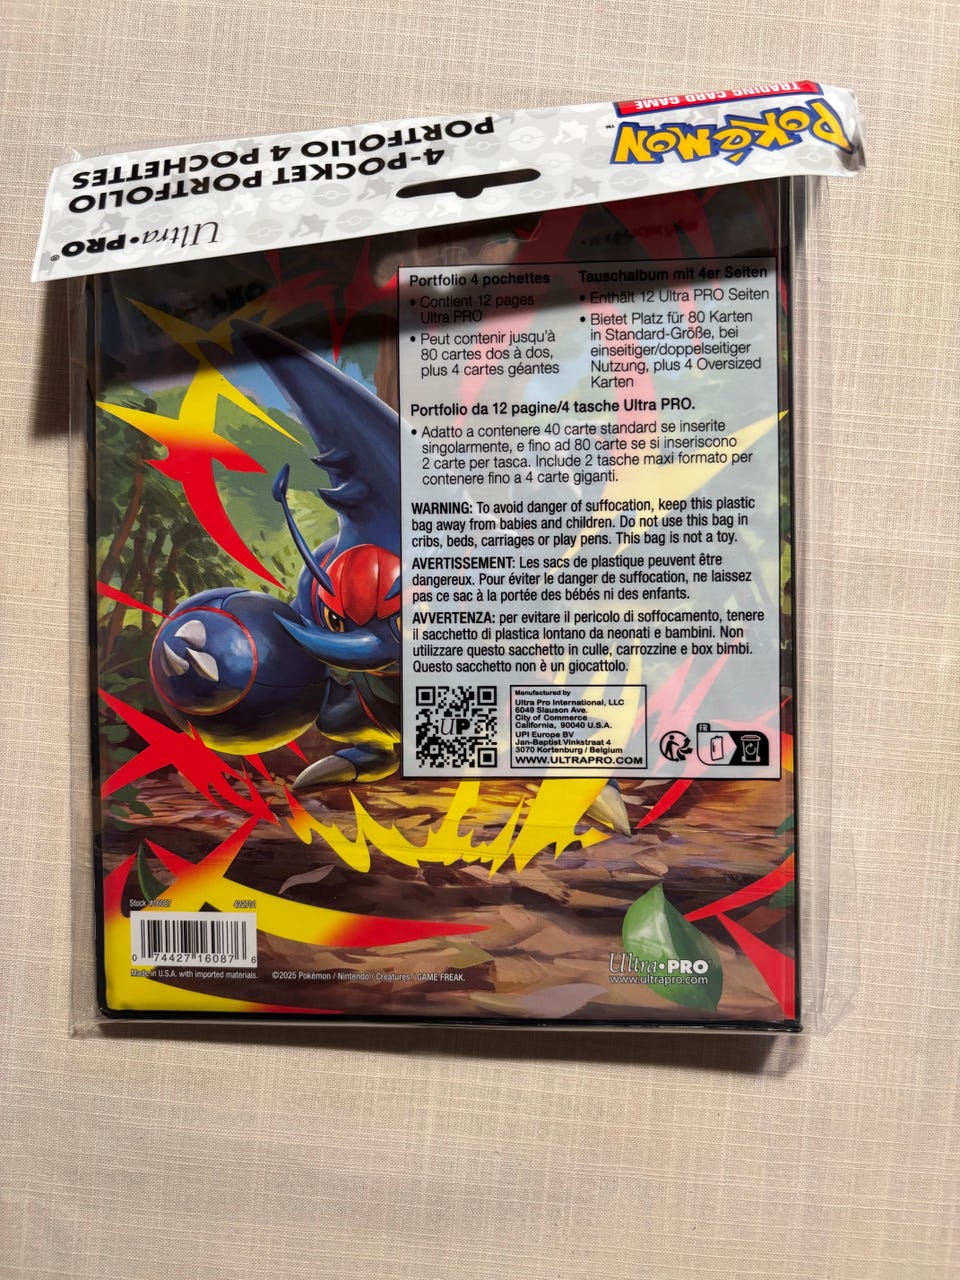 Pokémon™
TRADING CARD GAME
4-POCKET PORTFOLIO
PORTFOLIO 4 POCHETTES
Ultra•PRO®
Portfolio 4 pochettes
• Contient 12 pages
Ultra PRO
• Peut contenir jusqu'à
80 cartes dos à dos,
plus 4 cartes géantes
Tauschalbum mit 4er Seiten
• Enthält 12 Ultra PRO Seiten
• Bietet Platz für 80 Karten
in Standard-Größe, bei
einseitiger/doppelseitiger
Nutzung, plus 4 Oversized
Karten
Portfolio da 12 pagine/4 tasche Ultra PRO.
• Adatto a contenere 40 carte standard se inserite
singolarmente, e fino ad 80 carte se si inseriscono
2 carte per tasca. Include 2 tasche maxi formato per
contenere fino a 4 carte giganti.
WARNING: To avoid danger of suffocation, keep this plastic
bag away from babies and children. Do not use this bag in
cribs, beds, carriages or play pens. This bag is not a toy.
AVERTISSEMENT: Les sacs de plastique peuvent être
dangereux. Pour éviter le danger de suffocation, ne laissez
pas ce sac à la portée des bébés ni des enfants.
AVVERTENZA: per evitare il pericolo di soffocamento, tenere
il sacchetto di plastica lontano da neonati e bambini. Non
utilizzare questo sacchetto in culle, carrozzine e box bimbi.
Questo sacchetto non è un giocattolo.
UP
Manufactured by
Ultra Pro International, LLC
6049 Slauson Ave.
City of Commerce
California, 90040 U.S.A.
UPI Europe BV
Jan-Baptist Vinkstraat 4
3070 Kortenburg / Belgium
WWW.ULTRAPRO.COM
FR
Stock #16087
422701
0 74427 16087 6
Made in U.S.A. with imported materials.
©2025 Pokémon / Nintendo / Creatures / GAME FREAK.
Ultra•PRO®
www.ultrapro.com